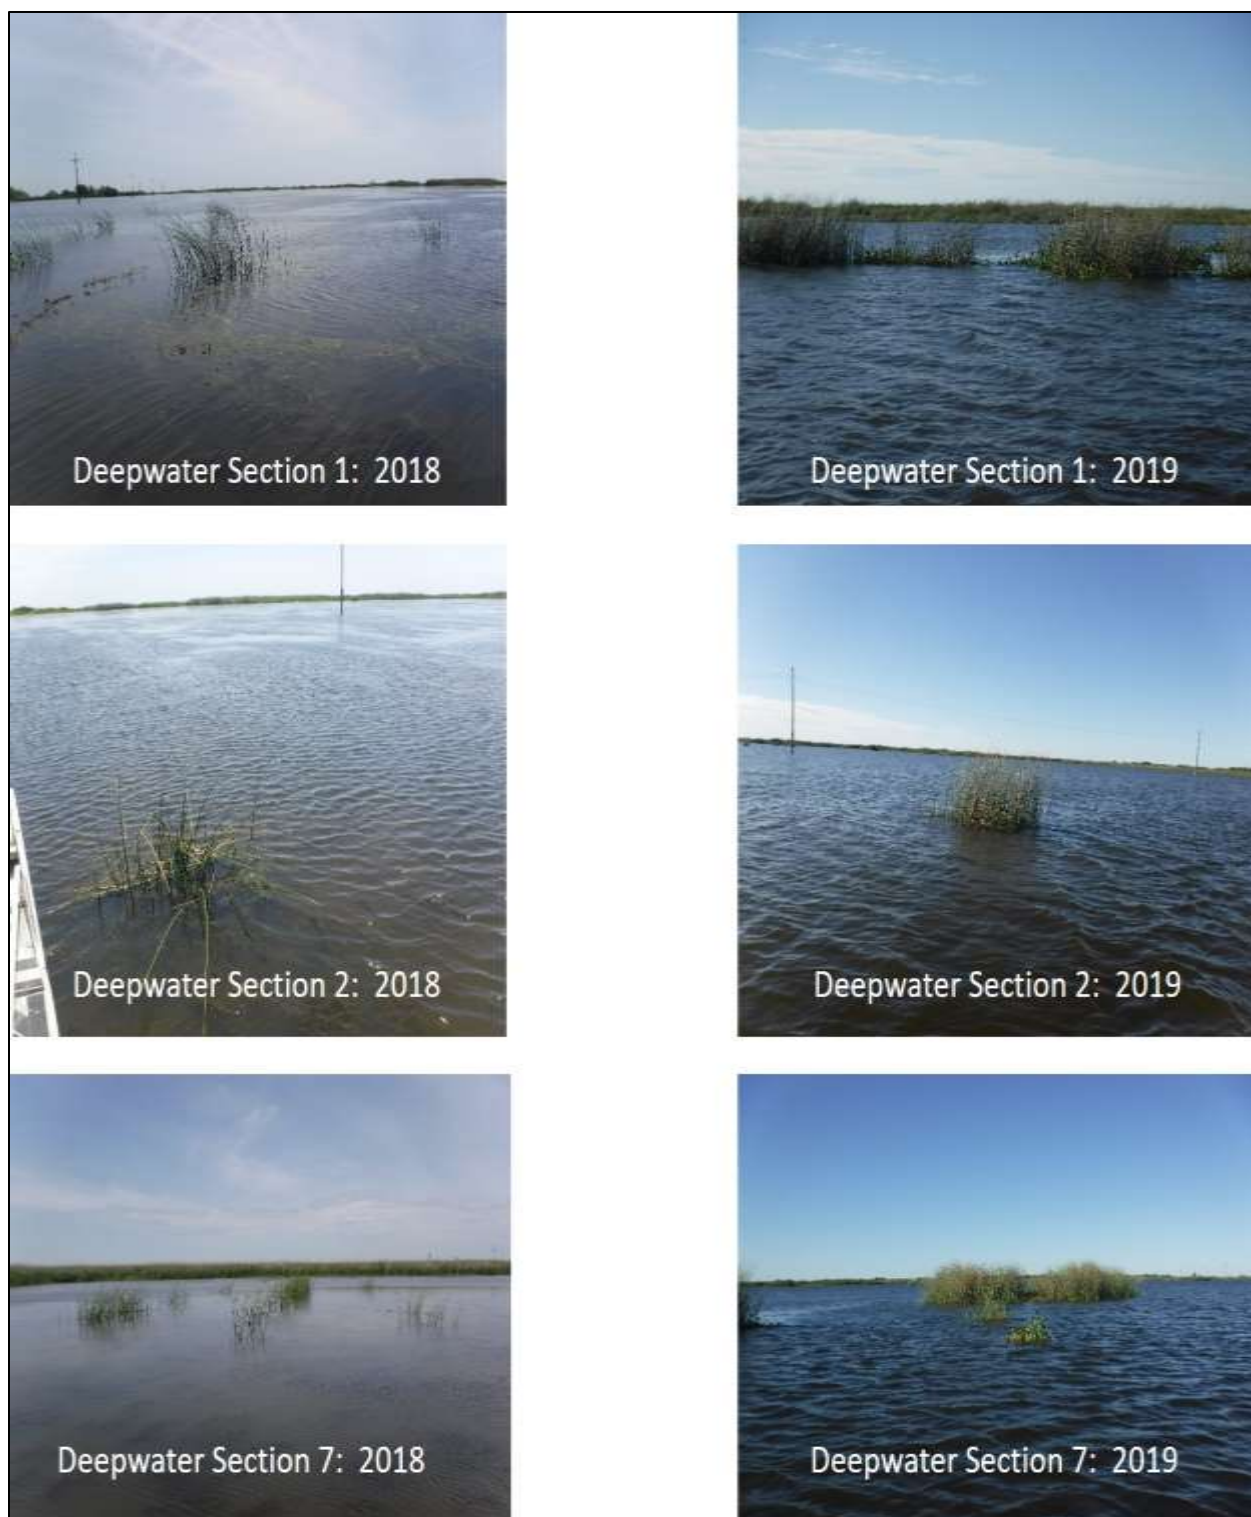 Deepwater Section 1: 2018
Deepwater Section 1: 2019
Deepwater Section 2: 2018
Deepwater Section 2: 2019
Deepwater Section 7: 2018
Deepwater Section 7: 2019